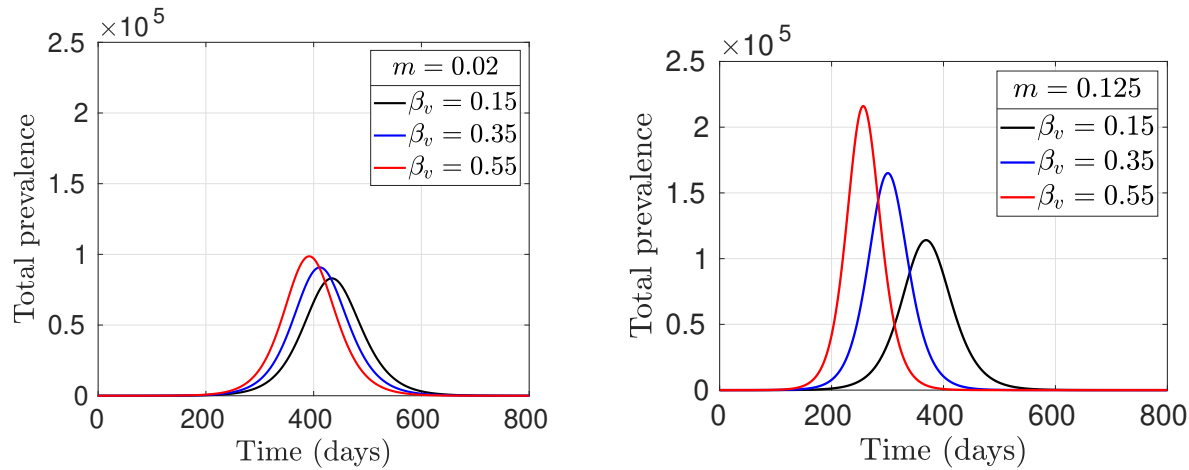 ×10^5
2.5
2
1.5
1
0.5
0
0
200
400
600
800
Total prevalence
Time (days)
m = 0.02
β_v = 0.15
β_v = 0.35
β_v = 0.55
×10^5
2.5
2
1.5
1
0.5
0
0
200
400
600
800
Total prevalence
Time (days)
m = 0.125
β_v = 0.15
β_v = 0.35
β_v = 0.55